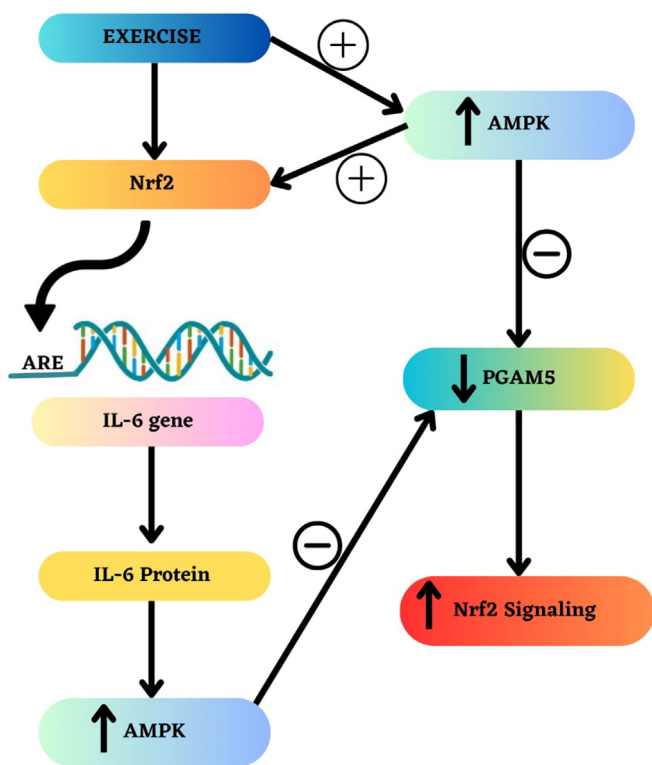 EXERCISE
+
AMPK
Nrf2
+
−
ARE
PGAM5
IL-6 gene
−
IL-6 Protein
Nrf2 Signaling
AMPK